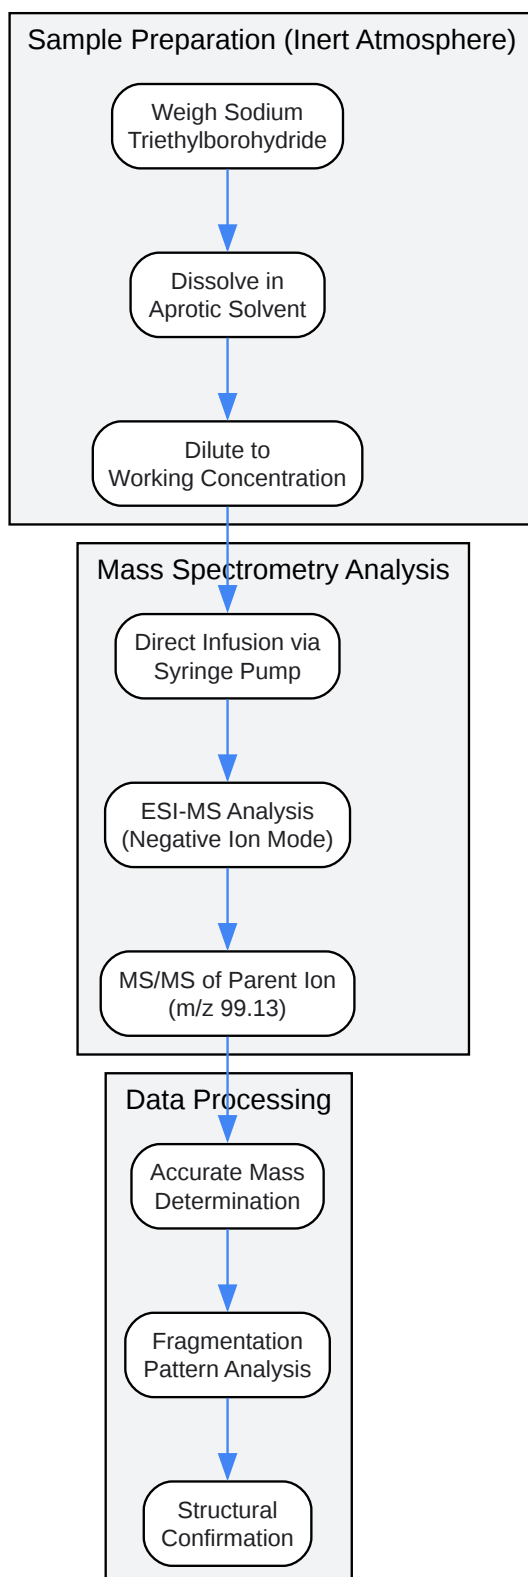 Sample Preparation (Inert Atmosphere)
Weigh Sodium
Triethylborohydride
Dissolve in
Aprotic Solvent
Dilute to
Working Concentration
Mass Spectrometry Analysis
Direct Infusion via
Syringe Pump
ESI-MS Analysis
(Negative Ion Mode)
MS/MS of Parent Ion
(m/z 99.13)
Data Processing
Accurate Mass
Determination
Fragmentation
Pattern Analysis
Structural
Confirmation